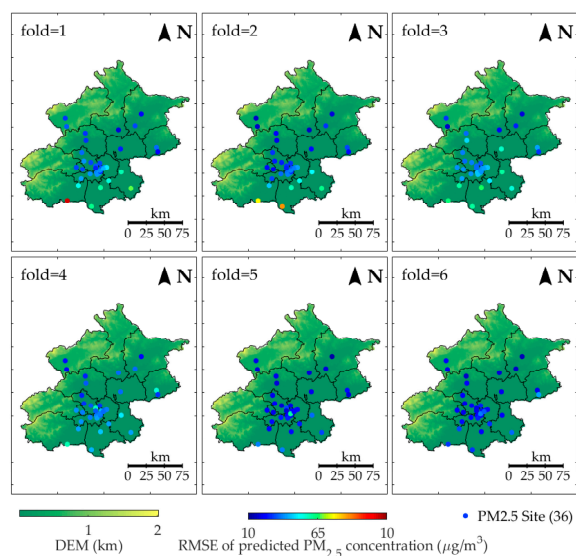 fold=1 N
fold=2 N
fold=3 N
km
0 25 50 75
km
0 25 50 75
km
0 25 50 75
fold=4 N
fold=5 N
fold=6 N
km
0 25 50 75
km
0 25 50 75
km
0 25 50 75
1 2
DEM (km)
10 65 10
RMSE of predicted PM2.5 concentration (μg/m³)
PM2.5 Site (36)